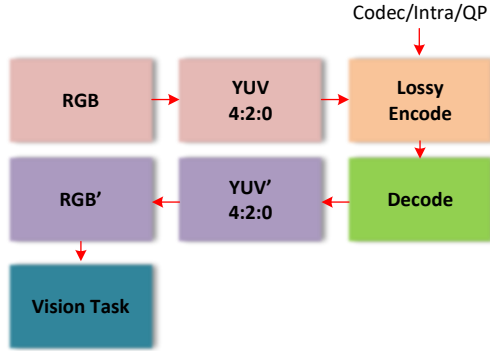 Codec/Intra/QP
RGB
YUV
4:2:0
Lossy
Encode
RGB’
YUV’
4:2:0
Decode
Vision Task